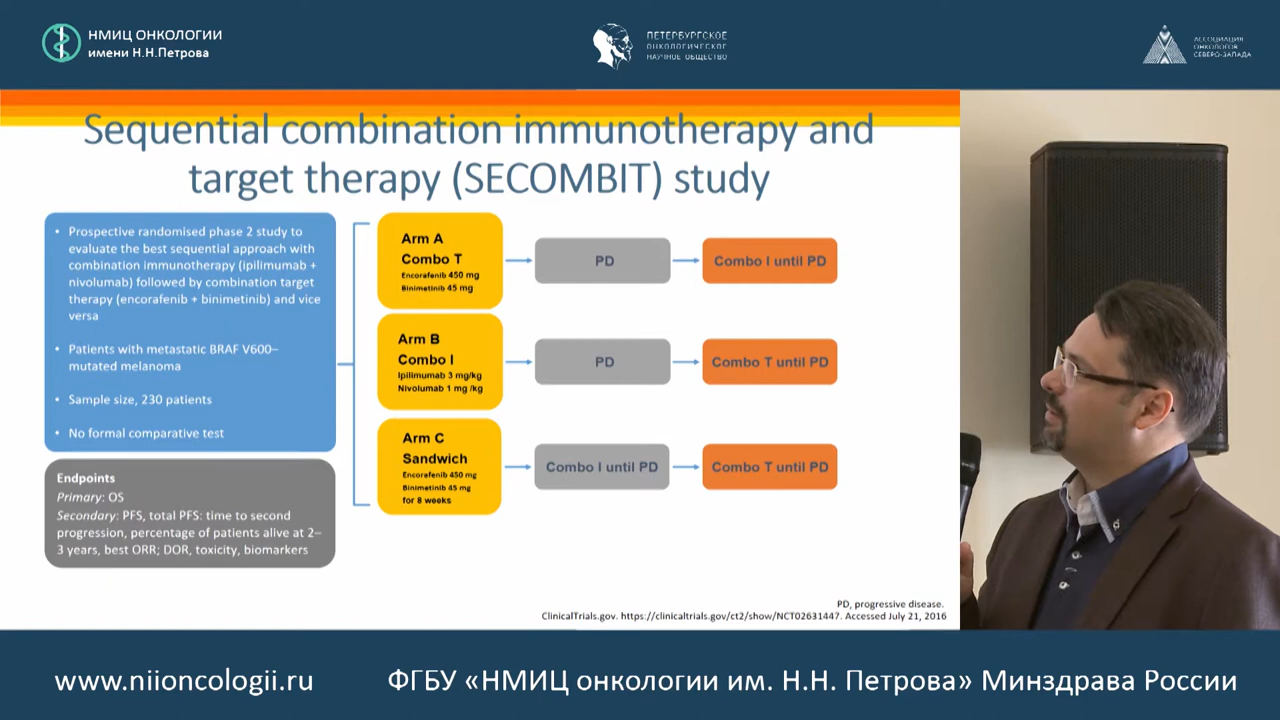 НМИЦ ОНКОЛОГИИ
имени Н.Н.Петрова
ПЕТЕРБУРГСКОЕ
ОНКОЛОГИЧЕСКОЕ
НАУЧНОЕ ОБЩЕСТВО
АССОЦИАЦИЯ
ОНКОЛОГОВ
СЕВЕРО-ЗАПАДА
Sequential combination immunotherapy and
target therapy (SECOMBIT) study
• Prospective randomised phase 2 study to
evaluate the best sequential approach with
combination immunotherapy (ipilimumab +
nivolumab) followed by combination target
therapy (encorafenib + binimetinib) and vice
versa
• Patients with metastatic BRAF V600–
mutated melanoma
• Sample size, 230 patients
• No formal comparative test
Endpoints
Primary: OS
Secondary: PFS, total PFS: time to second
progression, percentage of patients alive at 2–
3 years, best ORR; DOR, toxicity, biomarkers
Arm A
Combo T
Encorafenib 450 mg
Binimetinib 45 mg
PD
Combo I until PD
Arm B
Combo I
Ipilimumab 3 mg/kg
Nivolumab 1 mg /kg
PD
Combo T until PD
Arm C
Sandwich
Encorafenib 450 mg
Binimetinib 45 mg
for 8 weeks
Combo I until PD
Combo T until PD
PD, progressive disease.
ClinicalTrials.gov. https://clinicaltrials.gov/ct2/show/NCT02631447. Accessed July 21, 2016
www.niioncologii.ru
ФГБУ «НМИЦ онкологии им. Н.Н. Петрова» Минздрава России